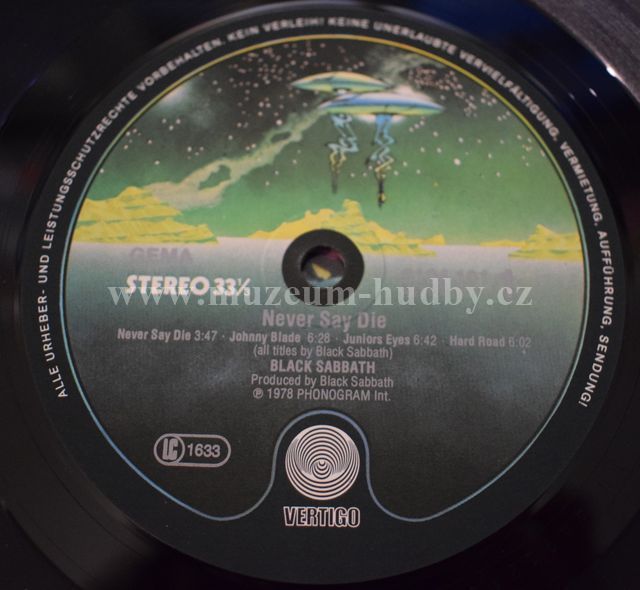 ALLE URHEBER- UND LEISTUNGSSCHUTZRECHTE VORBEHALTEN. KEIN VERLEIH! KEINE UNERLAUBTE VERVIELFÄLTIGUNG, VERMIETUNG, AUFFÜHRUNG, SENDUNG!
GEMA
STEREO 33⅓
www.muzeum-hudby.cz
Never Say Die
Never Say Die 3:47 · Johnny Blade 6:28 · Juniors Eyes 6:42 · Hard Road 6:02
(all titles by Black Sabbath)
BLACK SABBATH
Produced by Black Sabbath
℗ 1978 PHONOGRAM Int.
LC 1633
VERTIGO